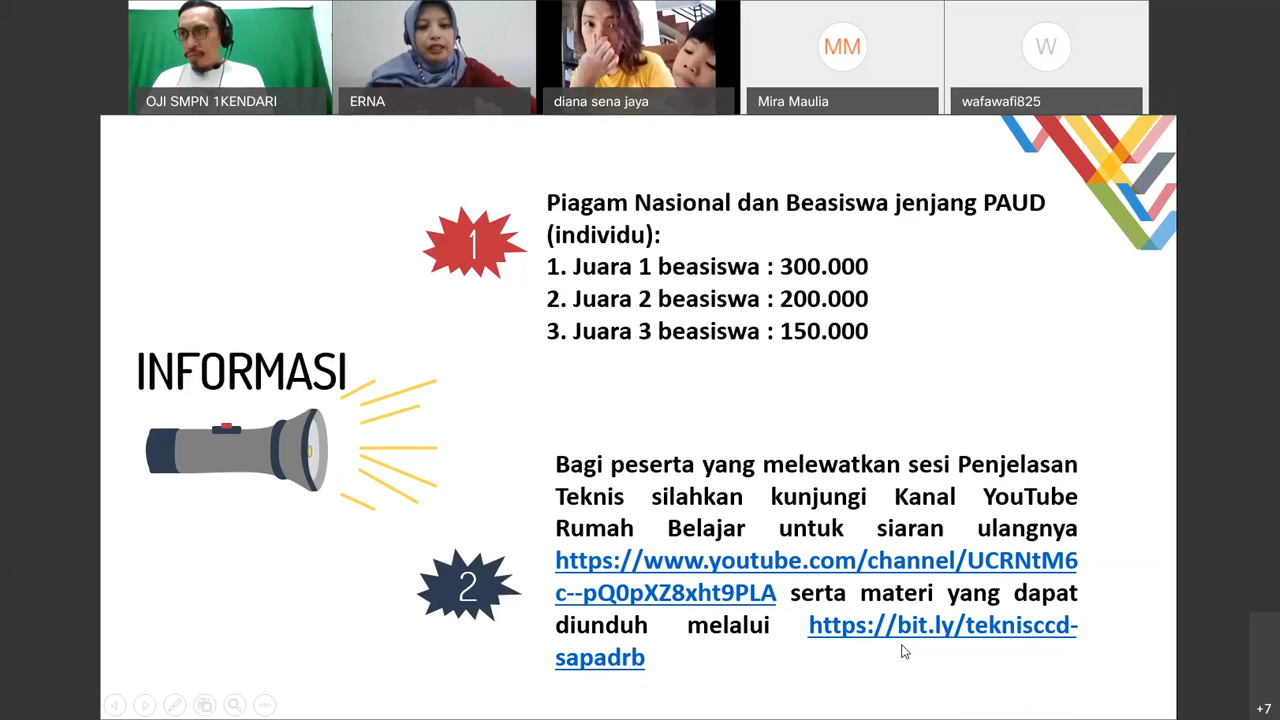 MM
W
OJI SMPN 1KENDARI
ERNA
diana sena jaya
Mira Maulia
wafawafi825
1
Piagam Nasional dan Beasiswa jenjang PAUD
(individu):
1. Juara 1 beasiswa : 300.000
2. Juara 2 beasiswa : 200.000
3. Juara 3 beasiswa : 150.000
INFORMASI
2
Bagi peserta yang melewatkan sesi Penjelasan
Teknis silahkan kunjungi Kanal YouTube
Rumah Belajar untuk siaran ulangnya
https://www.youtube.com/channel/UCRNtM6
c--pQ0pXZ8xht9PLA serta materi yang dapat
diunduh melalui https://bit.ly/teknisccd-
sapadrb
+7